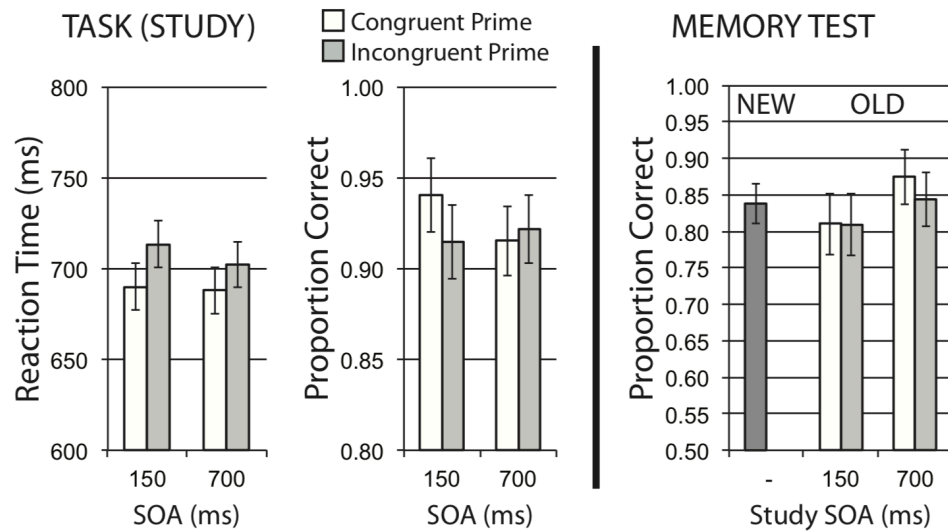 TASK (STUDY)
Congruent Prime
Incongruent Prime
MEMORY TEST
Reaction Time (ms)
800
750
700
650
600
150 700
SOA (ms)
Proportion Correct
1.00
0.95
0.90
0.85
0.80
150 700
SOA (ms)
Proportion Correct
1.00
0.95
0.90
0.85
0.80
0.75
0.70
0.65
0.60
0.55
0.50
NEW OLD
- 150 700
Study SOA (ms)